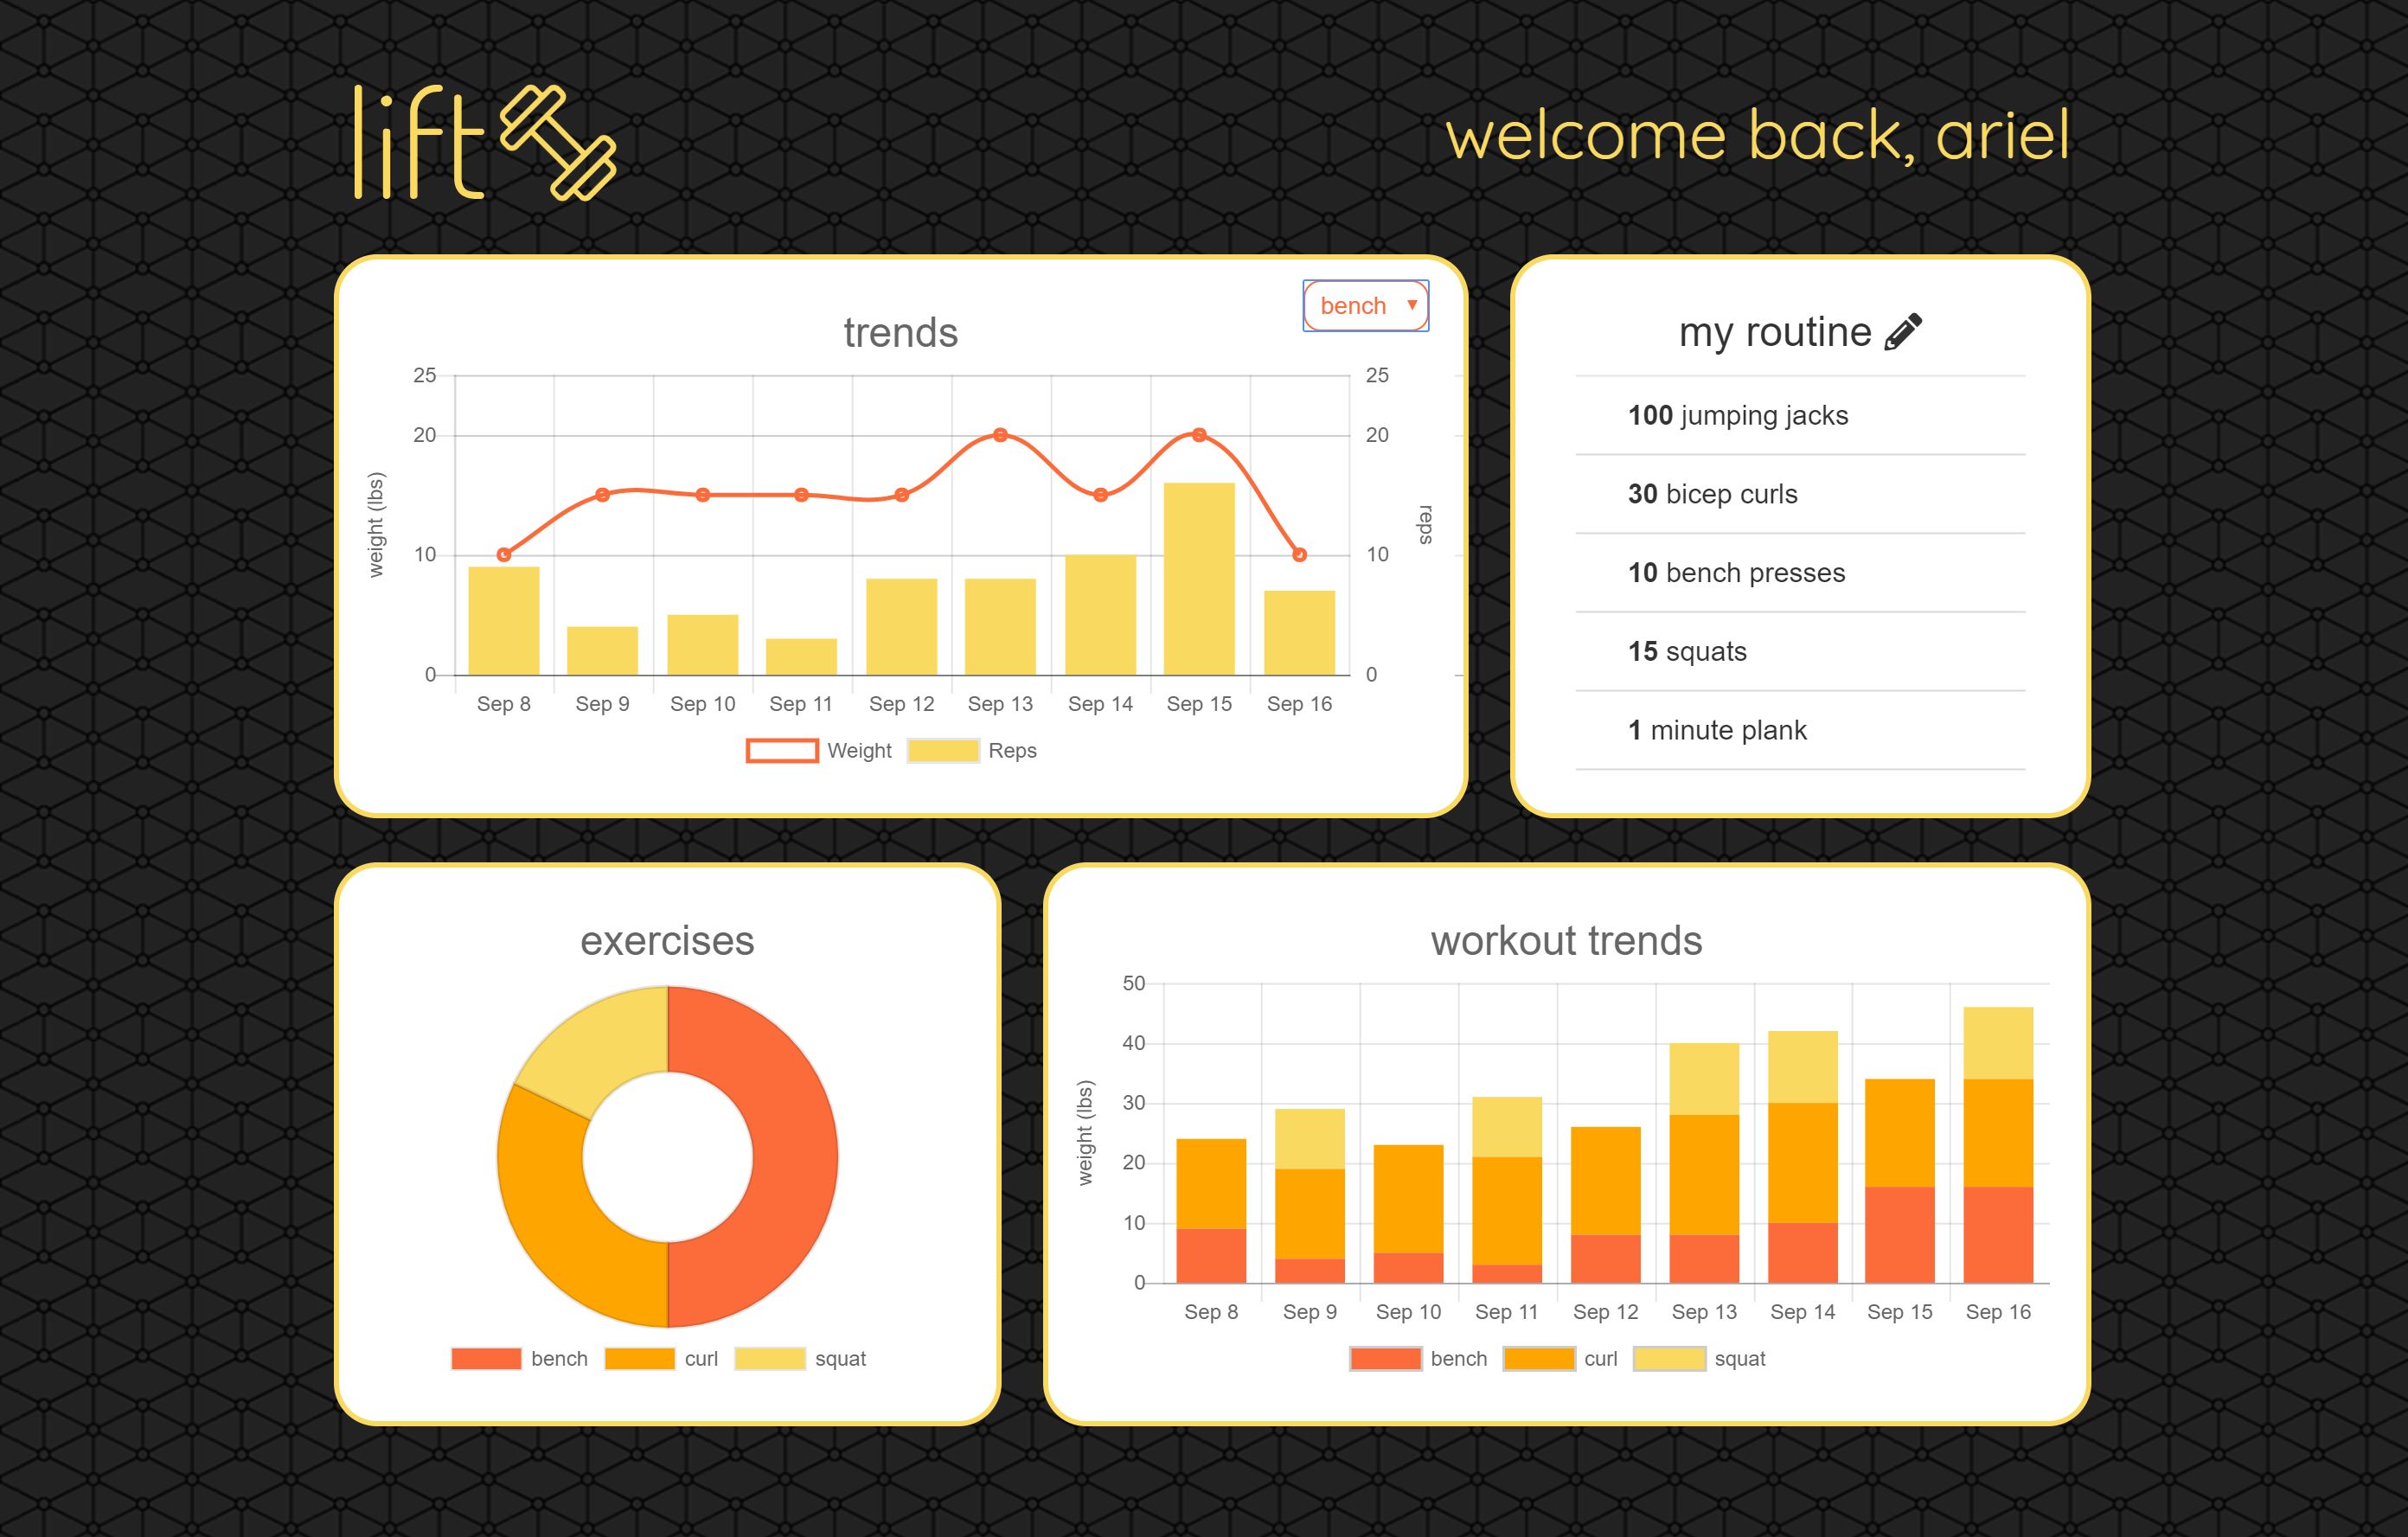 lift
welcome back, ariel
bench
trends
25
20
10
0
weight (lbs)
25
20
10
0
reps
Sep 8 Sep 9 Sep 10 Sep 11 Sep 12 Sep 13 Sep 14 Sep 15 Sep 16
Weight Reps
my routine
100 jumping jacks
30 bicep curls
10 bench presses
15 squats
1 minute plank
exercises
bench curl squat
workout trends
50
40
30
20
10
0
weight (lbs)
Sep 8 Sep 9 Sep 10 Sep 11 Sep 12 Sep 13 Sep 14 Sep 15 Sep 16
bench curl squat